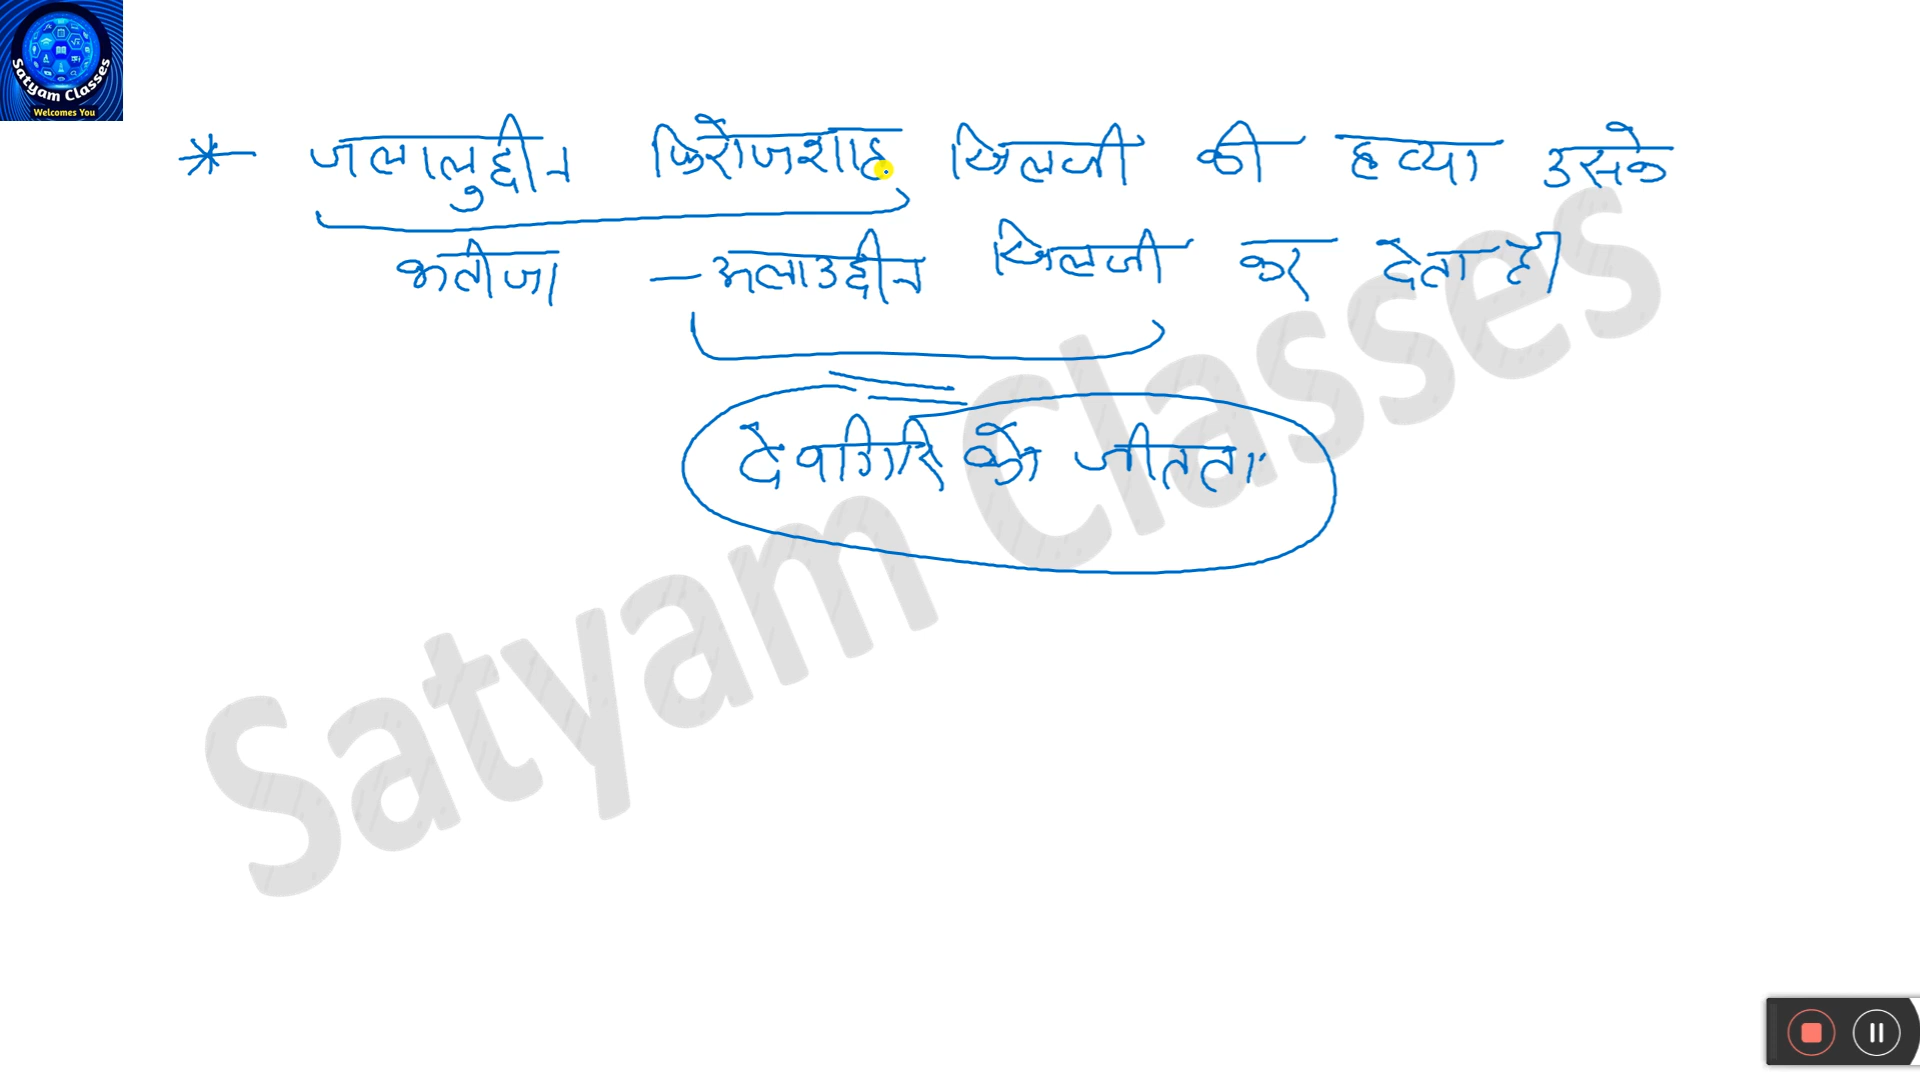 Satyam Classes
Welcomes You
* जलालुद्दीन फिरोजशाह खिलजी की हत्या उसके
भतीजा - अलाउद्दीन खिलजी कर देता है।
देवगिरि को जीतता
Satyam Classes